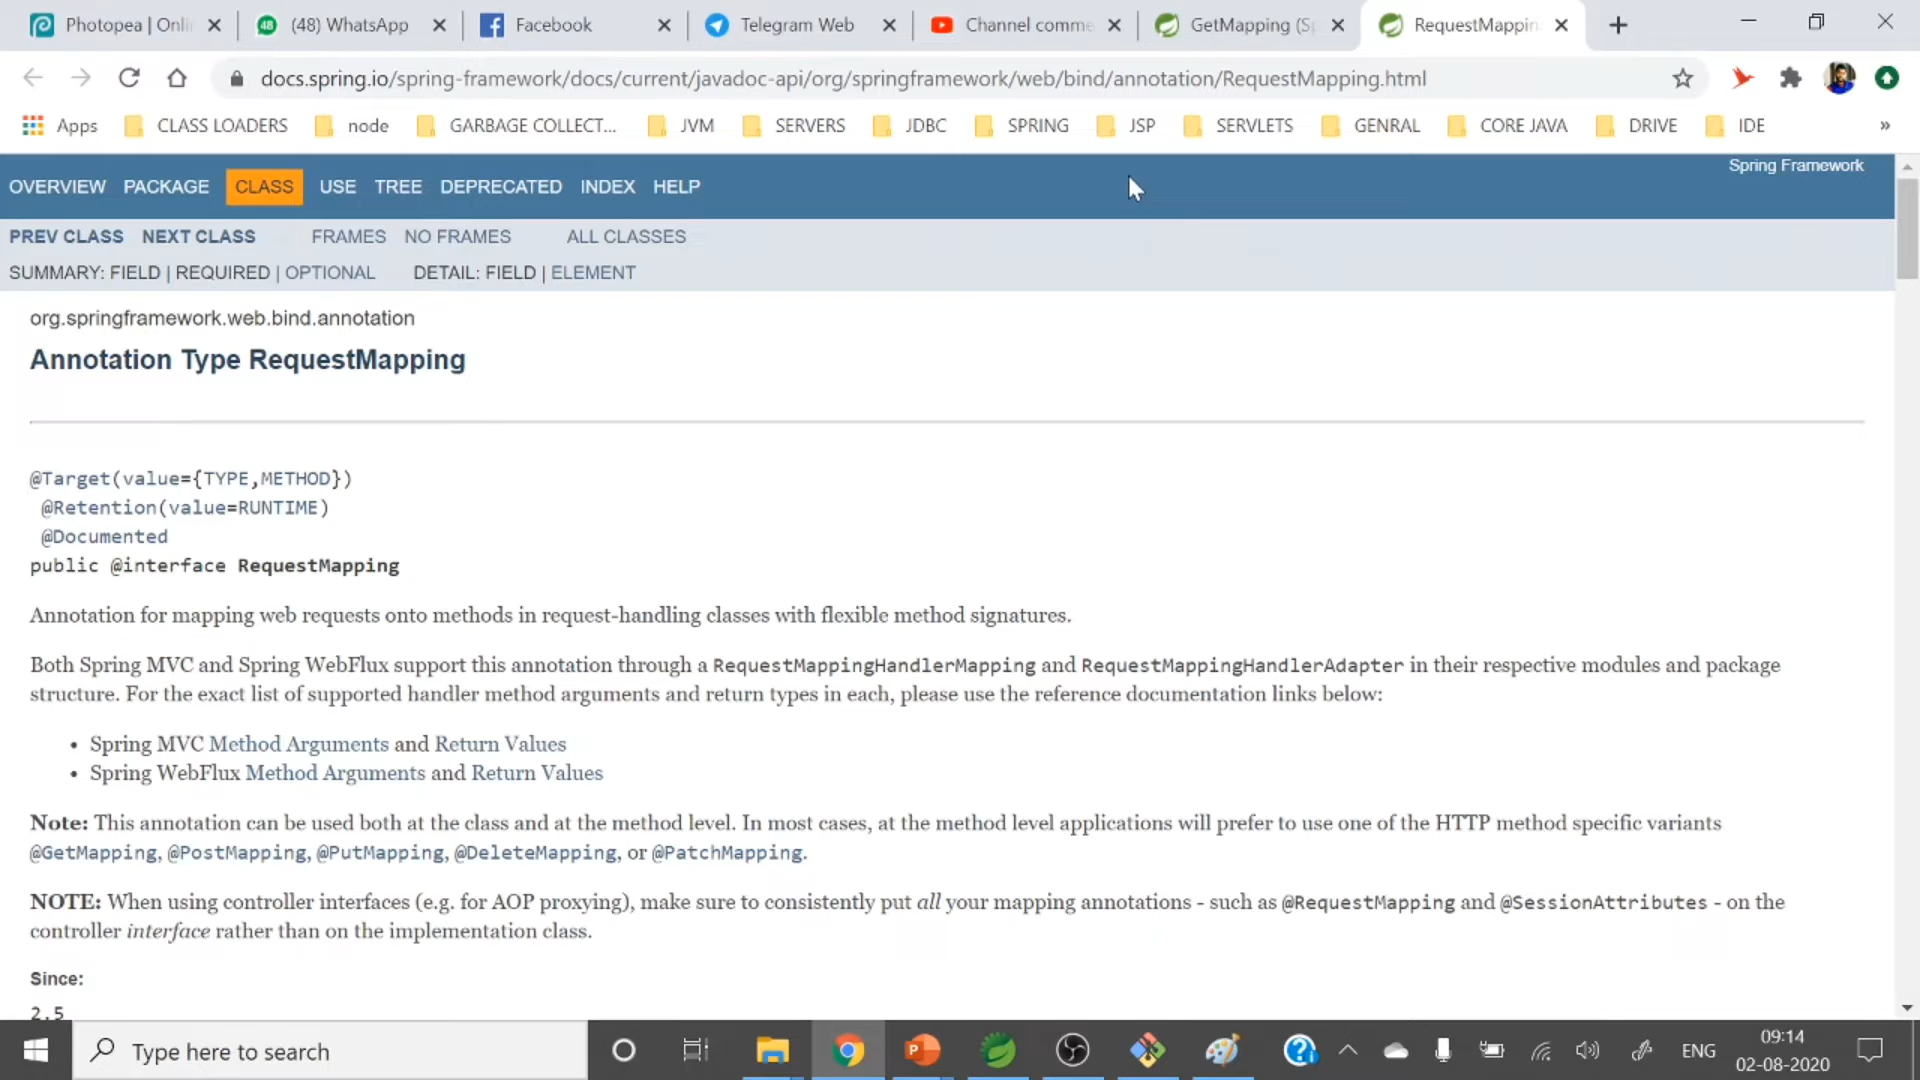 Photopea | Onli
(48) WhatsApp
Facebook
Telegram Web
Channel comme
GetMapping (Sp
RequestMappin
docs.spring.io/spring-framework/docs/current/javadoc-api/org/springframework/web/bind/annotation/RequestMapping.html
Apps CLASS LOADERS node GARBAGE COLLECT... JVM SERVERS JDBC SPRING JSP SERVLETS GENRAL CORE JAVA DRIVE IDE »
Spring Framework
OVERVIEW PACKAGE CLASS USE TREE DEPRECATED INDEX HELP
PREV CLASS NEXT CLASS FRAMES NO FRAMES ALL CLASSES
SUMMARY: FIELD | REQUIRED | OPTIONAL DETAIL: FIELD | ELEMENT
org.springframework.web.bind.annotation
Annotation Type RequestMapping
@Target(value={TYPE,METHOD})
@Retention(value=RUNTIME)
@Documented
public @interface RequestMapping
Annotation for mapping web requests onto methods in request-handling classes with flexible method signatures.
Both Spring MVC and Spring WebFlux support this annotation through a RequestMappingHandlerMapping and RequestMappingHandlerAdapter in their respective modules and package
structure. For the exact list of supported handler method arguments and return types in each, please use the reference documentation links below:
• Spring MVC Method Arguments and Return Values
• Spring WebFlux Method Arguments and Return Values
Note: This annotation can be used both at the class and at the method level. In most cases, at the method level applications will prefer to use one of the HTTP method specific variants
@GetMapping, @PostMapping, @PutMapping, @DeleteMapping, or @PatchMapping.
NOTE: When using controller interfaces (e.g. for AOP proxying), make sure to consistently put all your mapping annotations - such as @RequestMapping and @SessionAttributes - on the
controller interface rather than on the implementation class.
Since:
2.5
Type here to search
ENG
09:14
02-08-2020